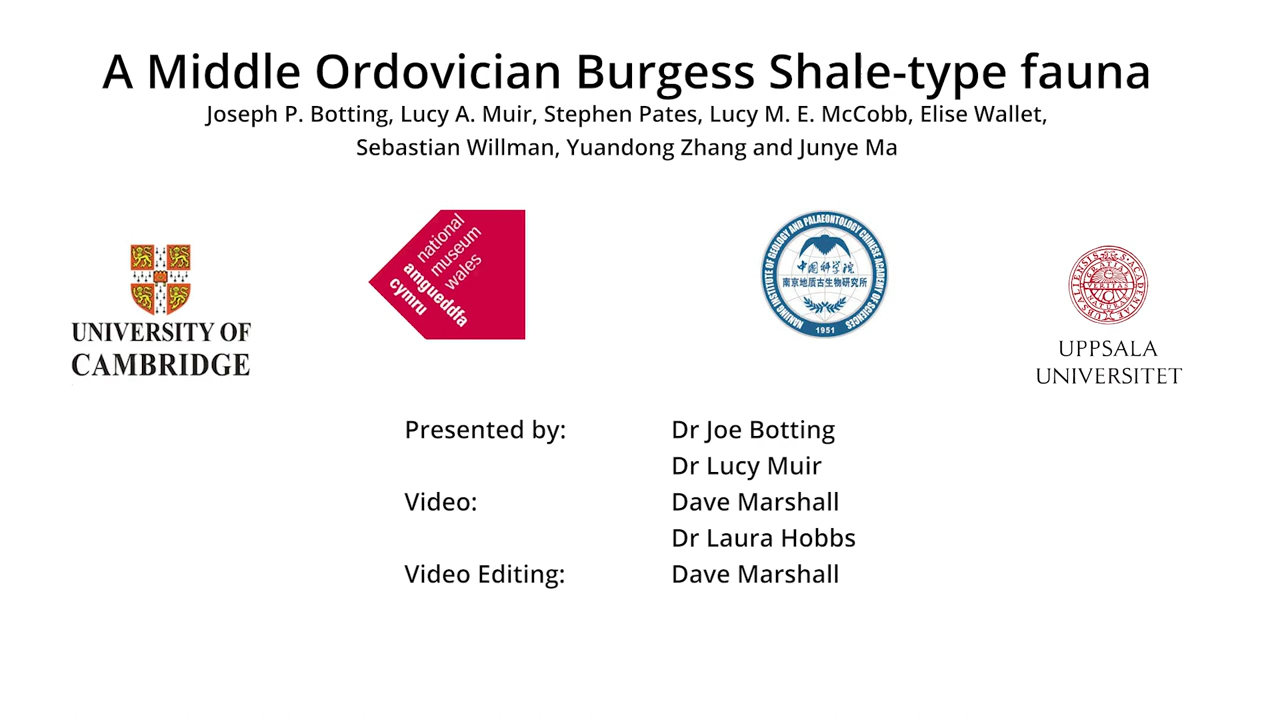 A Middle Ordovician Burgess Shale-type fauna
Joseph P. Botting, Lucy A. Muir, Stephen Pates, Lucy M. E. McCobb, Elise Wallet,
Sebastian Willman, Yuandong Zhang and Junye Ma
UNIVERSITY OF
CAMBRIDGE
national
museum
wales
amgueddfa
cymru
NANJING INSTITUTE OF GEOLOGY AND PALAEONTOLOGY CHINESE ACADEMY OF SCIENCES
中国科学院
南京地质古生物研究所
1951
UPPSALA
UNIVERSITET
Presented by: Dr Joe Botting
Dr Lucy Muir
Video: Dave Marshall
Dr Laura Hobbs
Video Editing: Dave Marshall